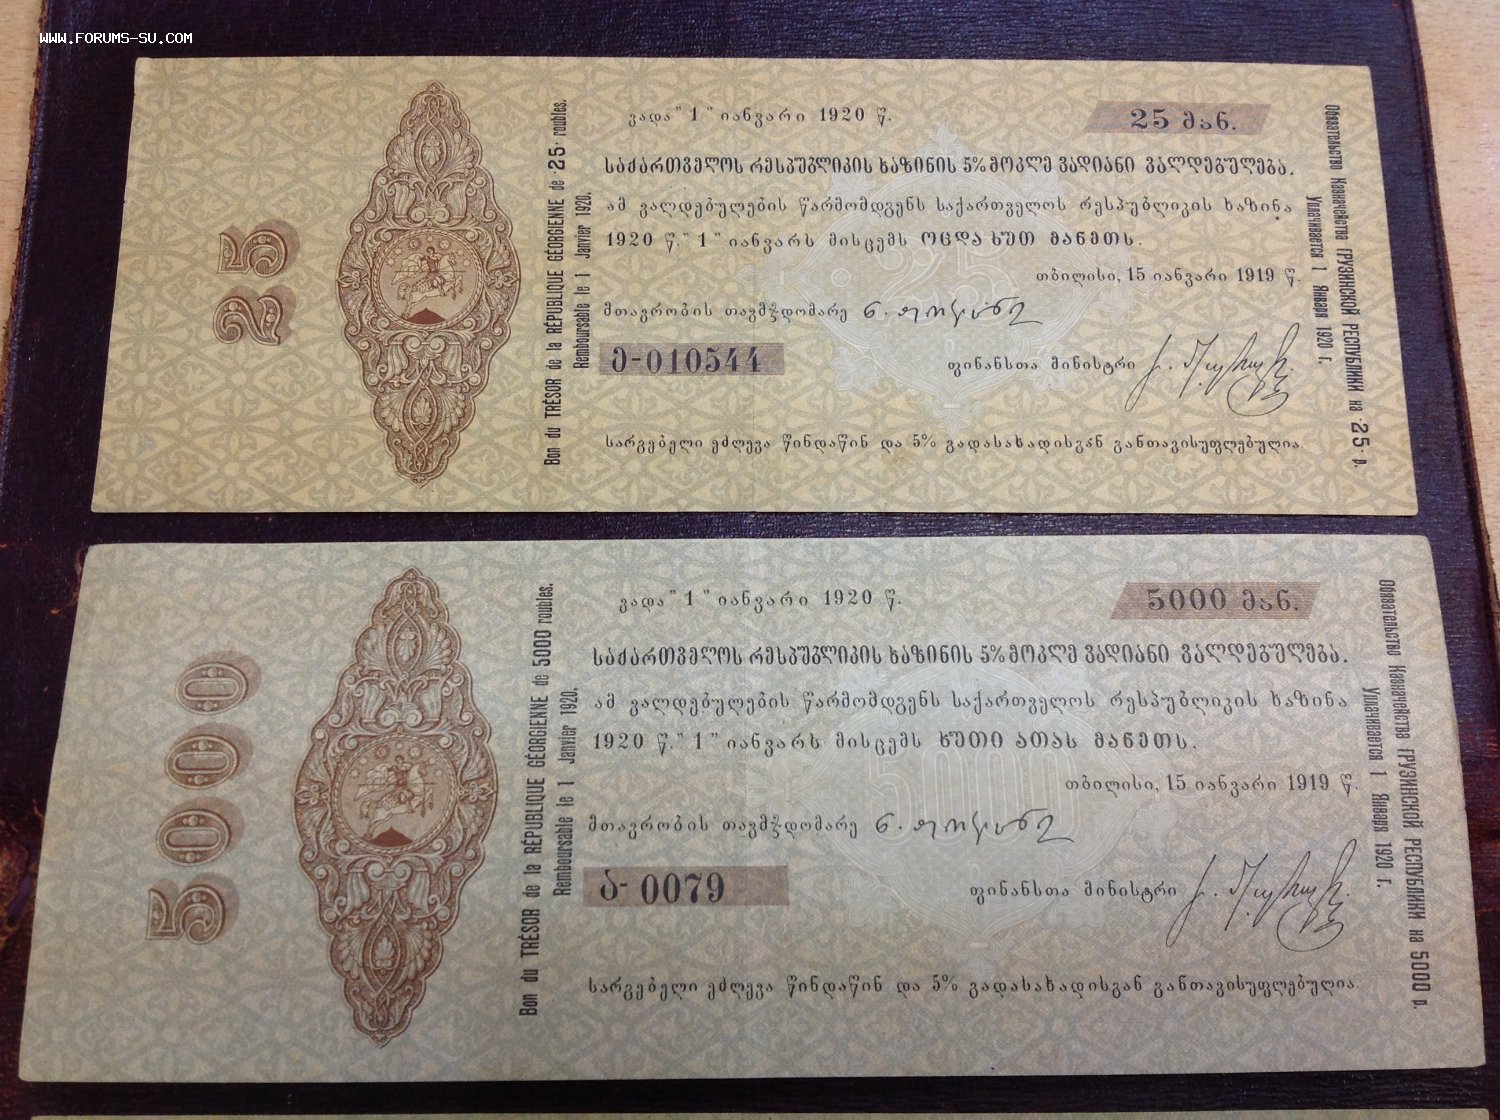 WWW.FORUMS-SU.COM
25
Bon du TRÉSOR de la RÉPUBLIQUE GÉORGIENNE de 25 roubles.
Remboursable le 1 Janvier 1920.
ვადა "1" იანვარი 1920 წ.
25 მან.
საქართველოს რესპუბლიკის ხაზინის 5% მოკლე ვადიანი ვალდებულება.
ამ ვალდებულების წარმომდგენს საქართველოს რესპუბლიკის ხაზინა
1920 წ. "1" იანვარს მისცემს ოცდა ხუთ მანეთს.
თბილისი, 15 იანვარი 1919 წ.
მთავრობის თავმჯდომარე
მ-010544
ფინანსთა მინისტრი
სარგებელი ეძლევა წინდაწინ და 5% გადასახადისგან განთავისუფლებულია.
Обязательство Казначейства ГРУЗИНСКОЙ РЕСПУБЛИКИ на 25 р.
Уплачивается 1 Января 1920 г.
5000
Bon du TRÉSOR de la RÉPUBLIQUE GÉORGIENNE de 5000 roubles.
Remboursable le 1 Janvier 1920.
ვადა "1" იანვარი 1920 წ.
5000 მან.
საქართველოს რესპუბლიკის ხაზინის 5% მოკლე ვადიანი ვალდებულება.
ამ ვალდებულების წარმომდგენს საქართველოს რესპუბლიკის ხაზინა
1920 წ. "1" იანვარს მისცემს ხუთი ათას მანეთს.
თბილისი, 15 იანვარი 1919 წ.
მთავრობის თავმჯდომარე
ა-0079
ფინანსთა მინისტრი
სარგებელი ეძლევა წინდაწინ და 5% გადასახადისგან განთავისუფლებულია.
Обязательство Казначейства ГРУЗИНСКОЙ РЕСПУБЛИКИ на 5000 р.
Уплачивается 1 Января 1920 г.